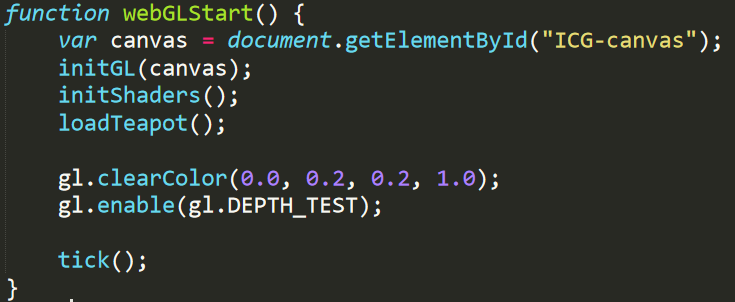 function webGLStart() {
    var canvas = document.getElementById("ICG-canvas");
    initGL(canvas);
    initShaders();
    loadTeapot();

    gl.clearColor(0.0, 0.2, 0.2, 1.0);
    gl.enable(gl.DEPTH_TEST);

    tick();
}